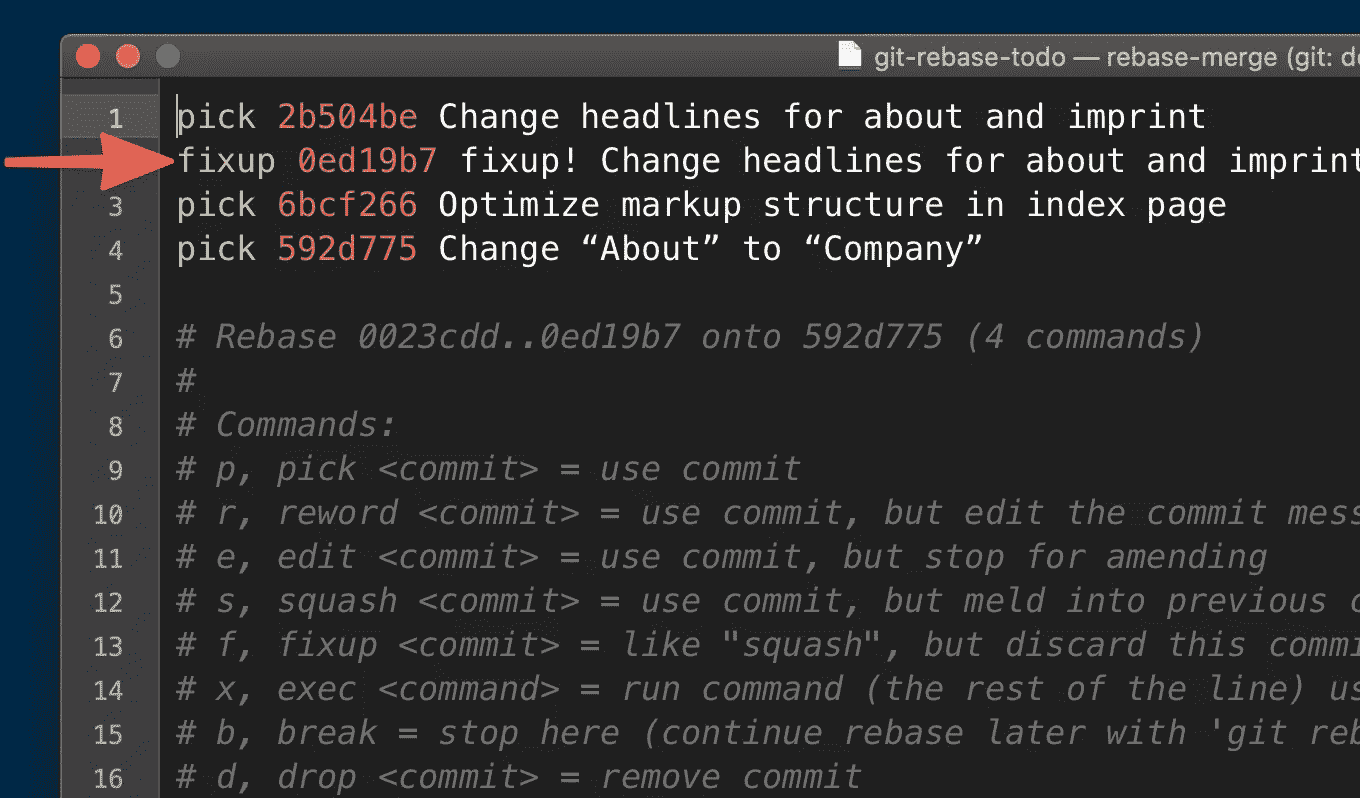 git-rebase-todo — rebase-merge (git:
1 pick 2b504be Change headlines for about and imprint
fixup 0ed19b7 fixup! Change headlines for about and imprint
3 pick 6bcf266 Optimize markup structure in index page
4 pick 592d775 Change “About” to “Company”
5
6 # Rebase 0023cdd..0ed19b7 onto 592d775 (4 commands)
7 #
8 # Commands:
9 # p, pick <commit> = use commit
10 # r, reword <commit> = use commit, but edit the commit mess
11 # e, edit <commit> = use commit, but stop for amending
12 # s, squash <commit> = use commit, but meld into previous c
13 # f, fixup <commit> = like "squash", but discard this commi
14 # x, exec <command> = run command (the rest of the line) us
15 # b, break = stop here (continue rebase later with 'git reb
16 # d, drop <commit> = remove commit